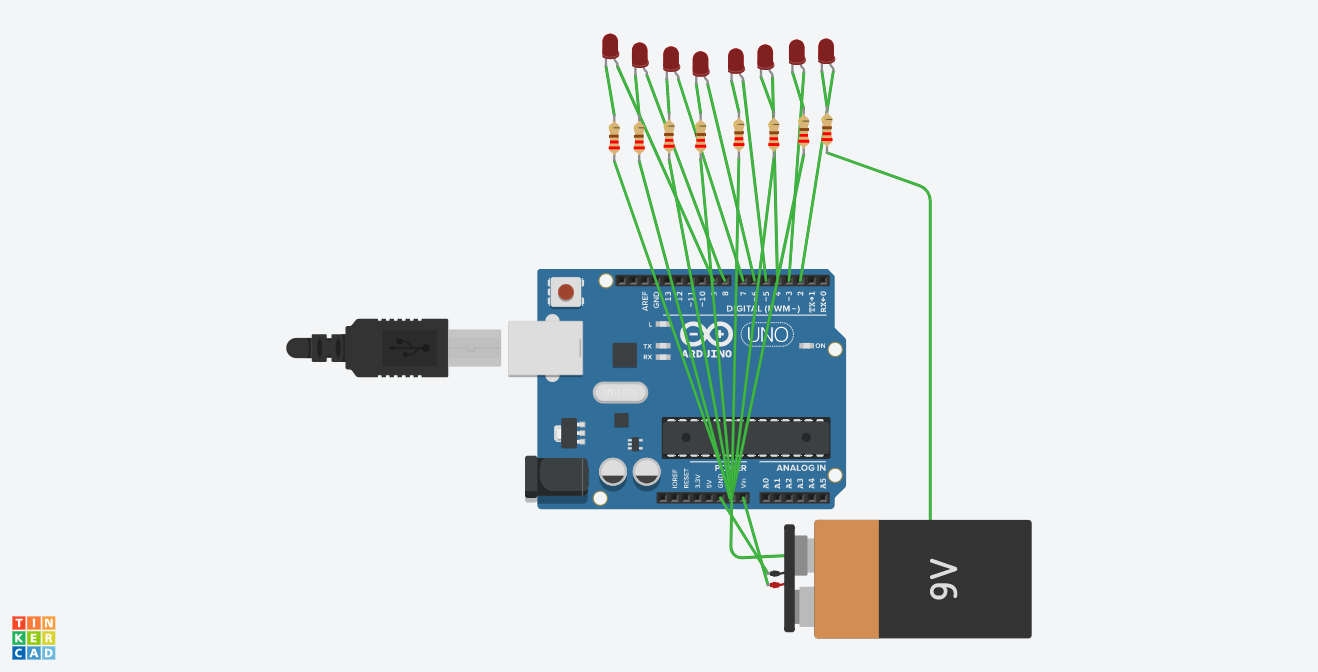 AREF
GND
13
12
~11
~10
9
8
7
~6
~5
4
~3
2
TX→1
RX←0
DIGITAL (PWM~)
L
TX
RX
ARDUINO
UNO
ON
POWER
ANALOG IN
IOREF
RESET
3.3V
5V
GND
Vin
A0
A1
A2
A3
A4
A5
9V
TIN
KER
CAD